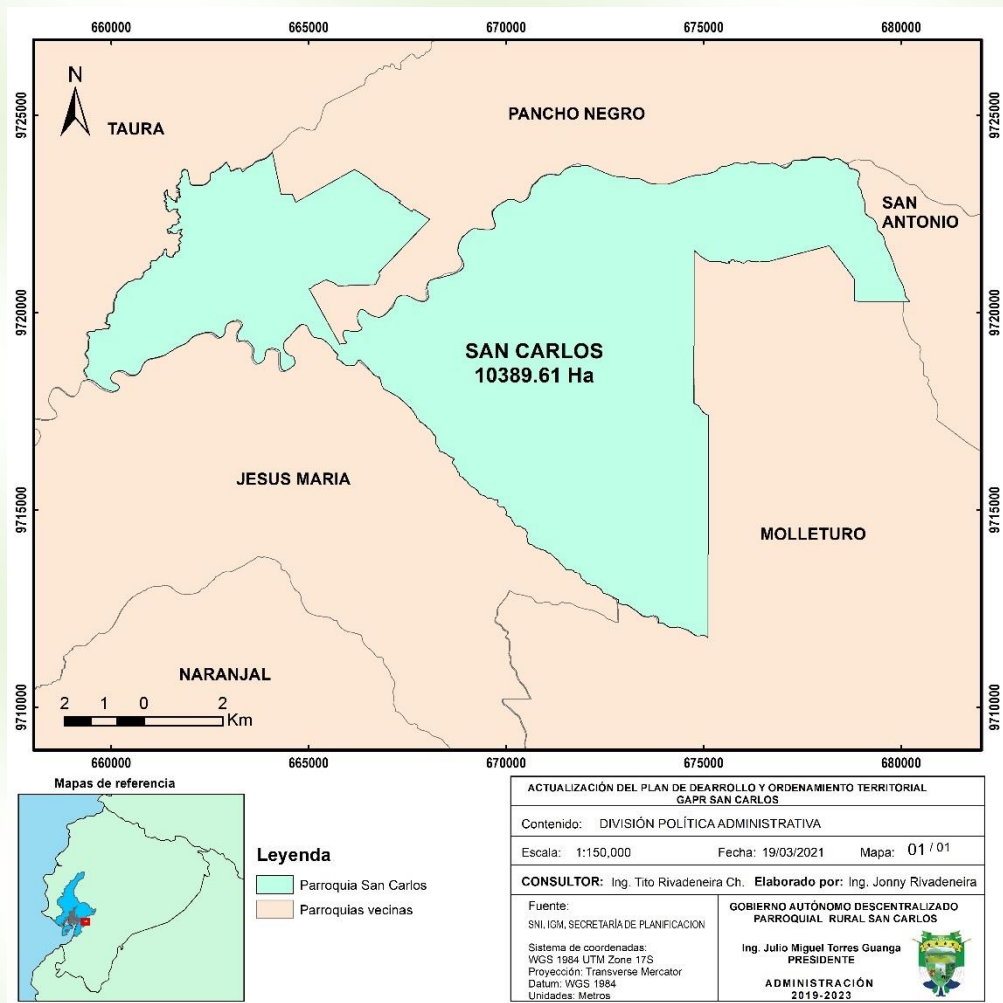 660000 665000 670000 675000 680000
9725000
9725000
N
TAURA
PANCHO NEGRO
SAN
ANTONIO
9720000
9720000
SAN CARLOS
10389.61 Ha
JESUS MARIA
9715000
9715000
MOLLETURO
NARANJAL
9710000
9710000
2 1 0 2
Km
660000 665000 670000 675000 680000
Mapas de referencia
Leyenda
Parroquia San Carlos
Parroquias vecinas
ACTUALIZACIÓN DEL PLAN DE DEARROLLO Y ORDENAMIENTO TERRITORIAL
GAPR SAN CARLOS
Contenido: DIVISIÓN POLÍTICA ADMINISTRATIVA
Escala: 1:150,000 Fecha: 19/03/2021 Mapa: 01 / 01
CONSULTOR: Ing. Tito Rivadeneira Ch. Elaborado por: Ing. Jonny Rivadeneira
Fuente:
SNI, IGM, SECRETARÍA DE PLANIFICACION
Sistema de coordenadas:
WGS 1984 UTM Zone 17S
Proyección: Transverse Mercator
Datum: WGS 1984
Unidades: Metros
GOBIERNO AUTÓNOMO DESCENTRALIZADO
PARROQUIAL RURAL SAN CARLOS
Ing. Julio Miguel Torres Guanga
PRESIDENTE
ADMINISTRACIÓN
2019-2023